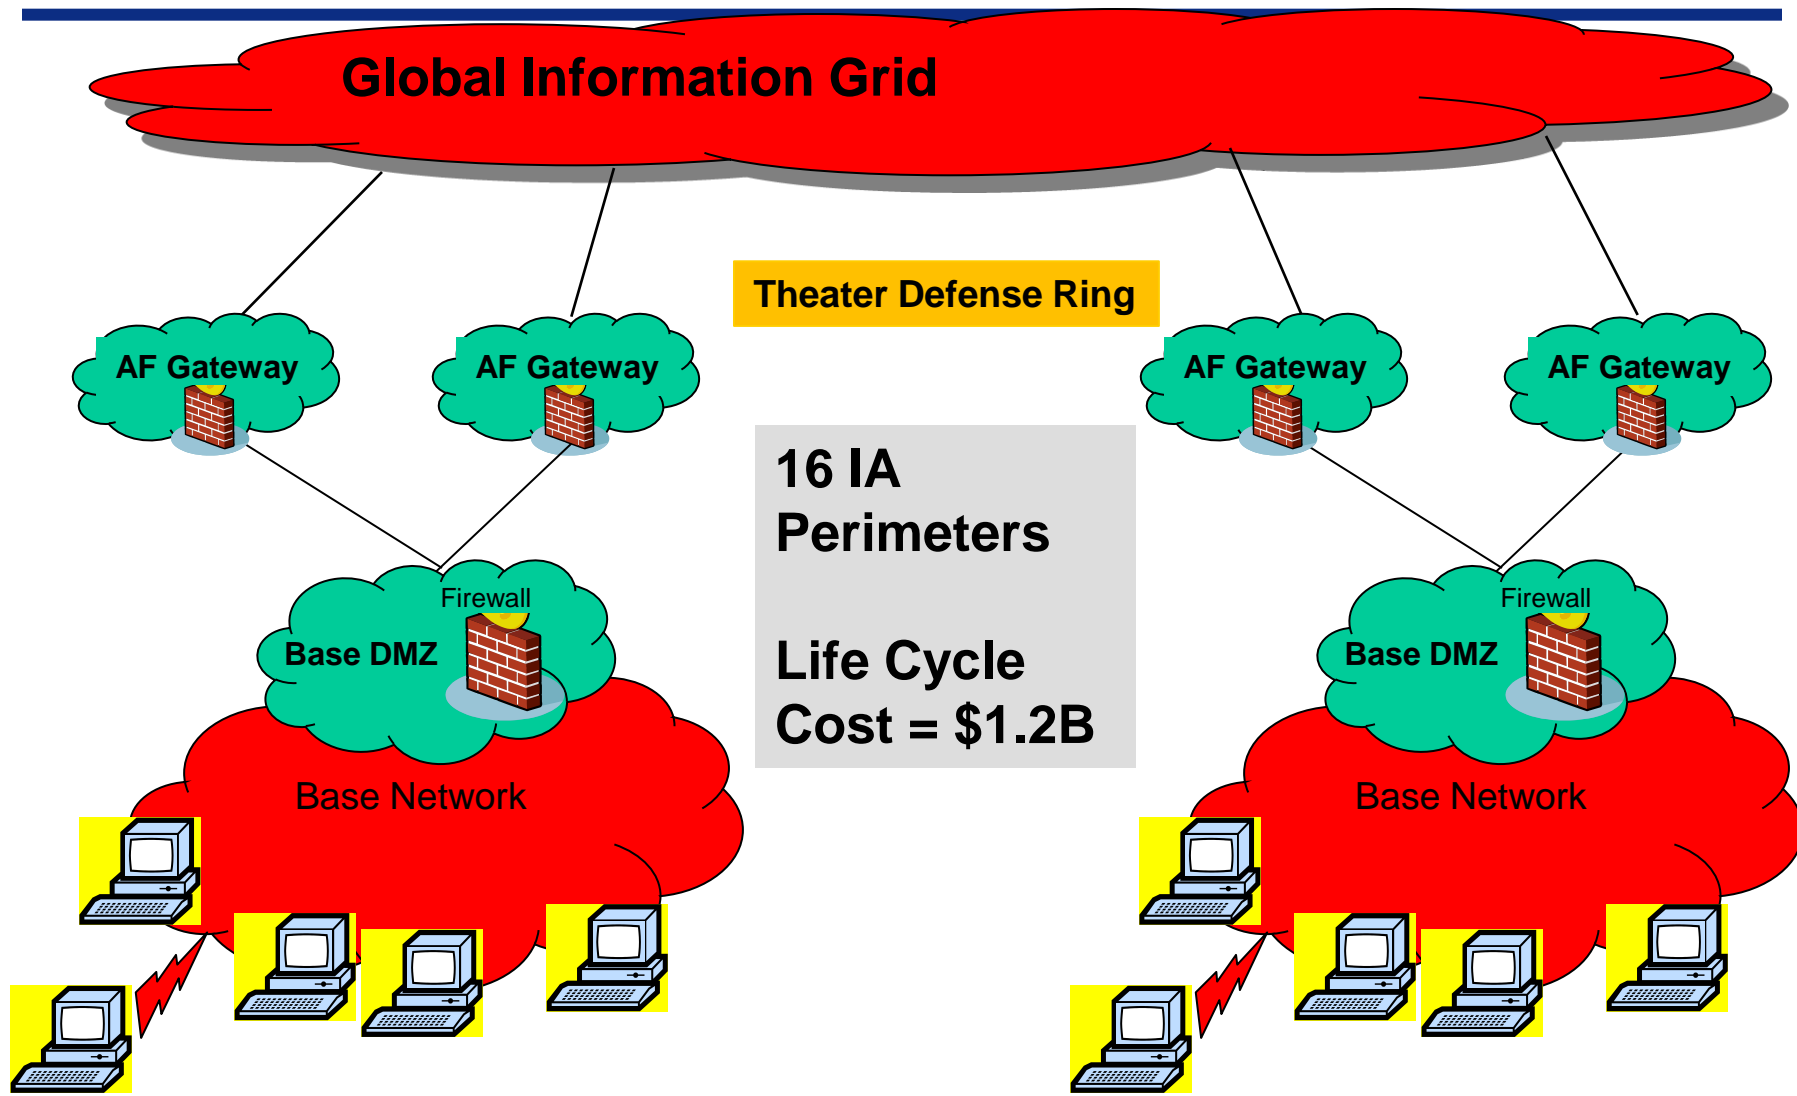 Global Information Grid
Theater Defense Ring
AF Gateway
AF Gateway
AF Gateway
AF Gateway
16 IA
Perimeters
Life Cycle
Cost = $1.2B
Firewall
Base DMZ
Base Network
Firewall
Base DMZ
Base Network